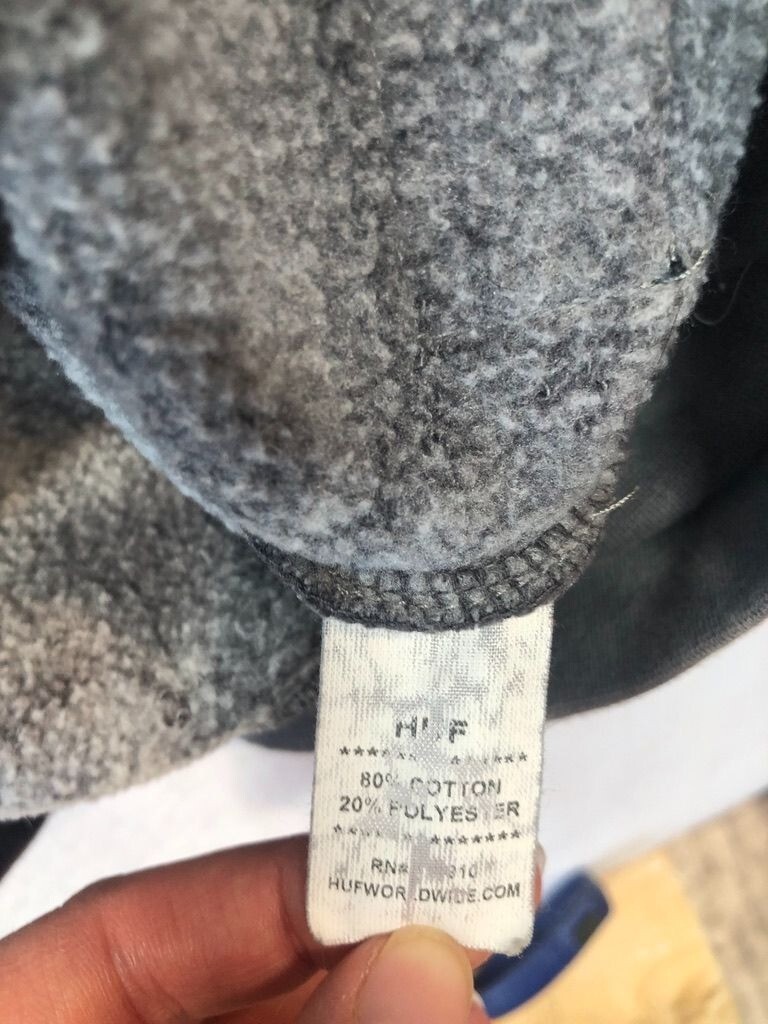 HUF
************
80% COTTON
20% POLYESTER
************
RN#
HUFWORLDWIDE.COM